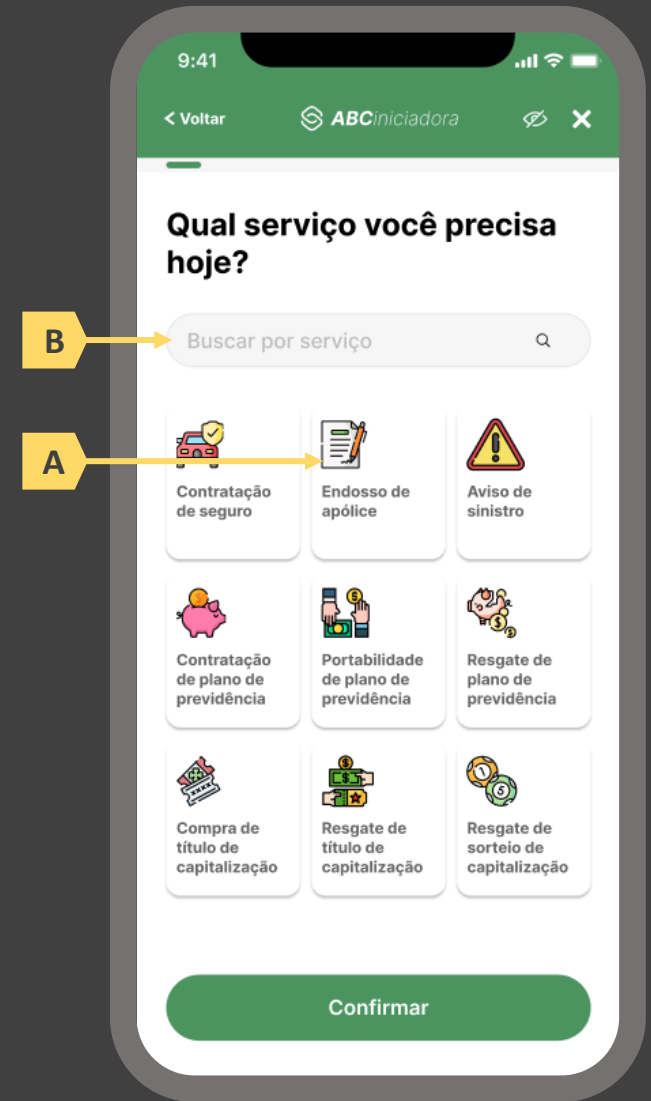 9:41
< Voltar
ABCiniciadora
Qual serviço você precisa
hoje?
B
Buscar por serviço
A
Contratação
de seguro
Endosso de
apólice
Aviso de
sinistro
Contratação
de plano de
previdência
Portabilidade
de plano de
previdência
Resgate de
plano de
previdência
Compra de
título de
capitalização
Resgate de
título de
capitalização
Resgate de
sorteio de
capitalização
Confirmar